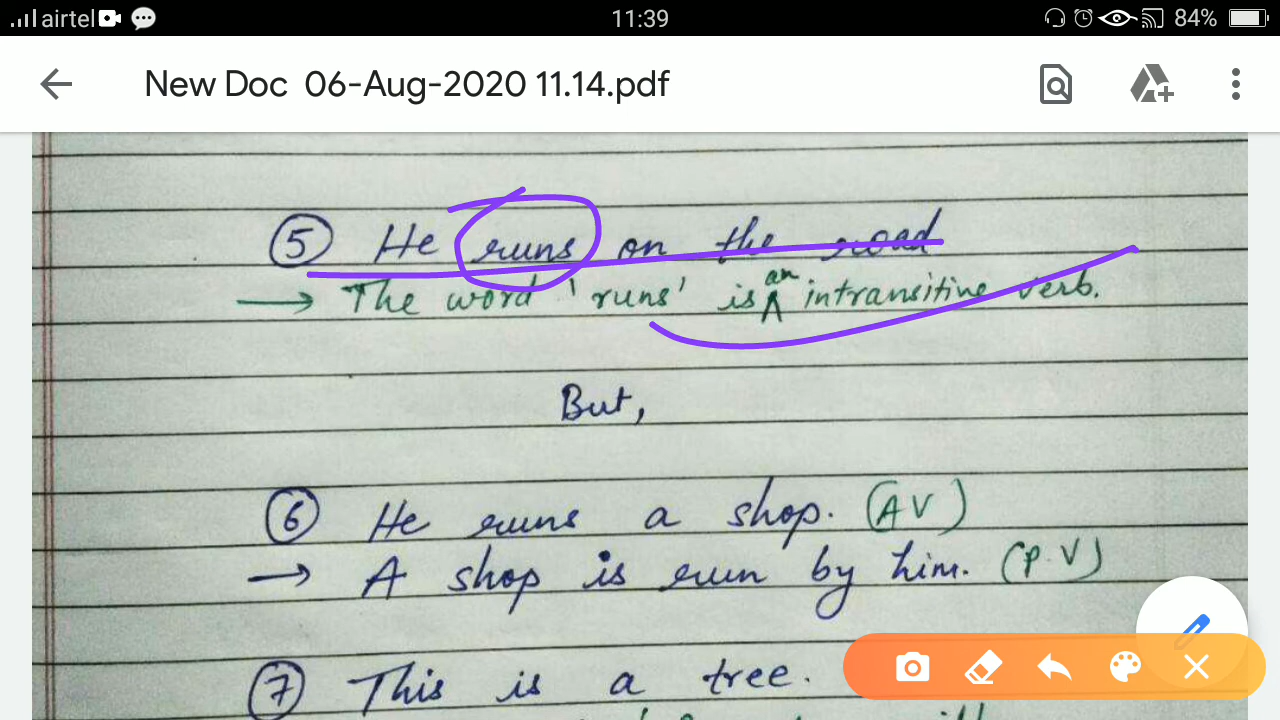 airtel 11:39 84%
New Doc 06-Aug-2020 11.14.pdf
⑤ He runs on the road
→ The word 'runs' is an intransitive verb.
But,
⑥ He runs a shop. (AV)
→ A shop is run by him. (P.V)
⑦ This is a tree.